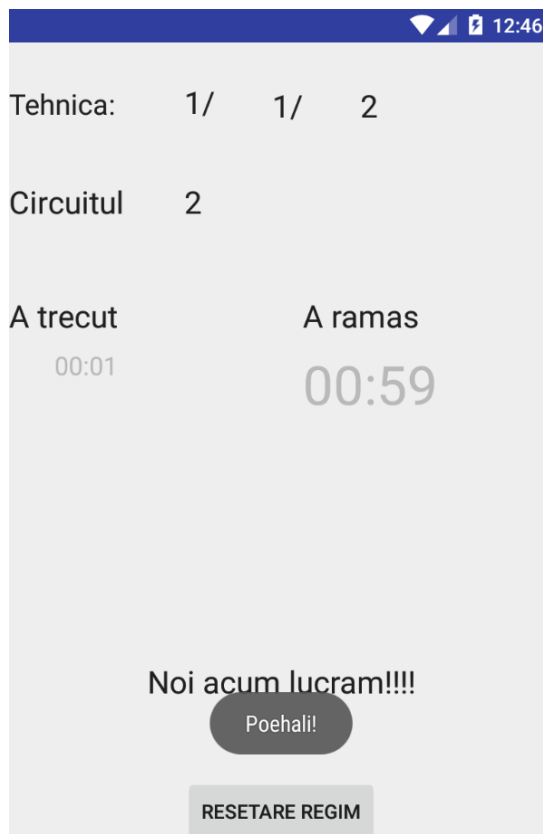 12:46
Tehnica: 1/ 1/ 2
Circuitul 2
A trecut A ramas
00:01 00:59
Noi acum lucram!!!!
Poehali!
RESETARE REGIM